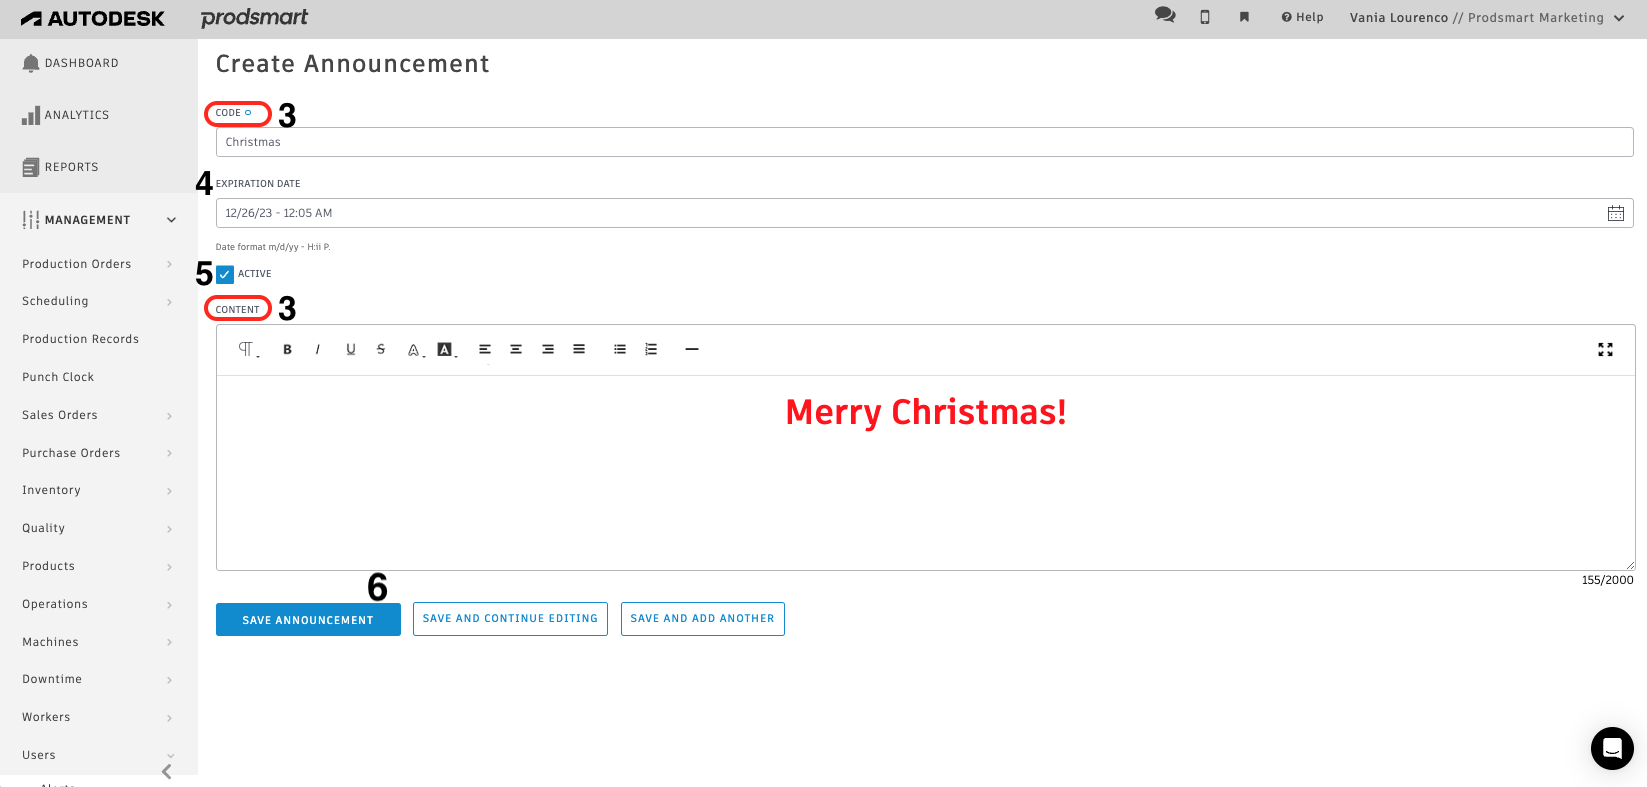 AUTODESK prodsmart Help Vania Lourenco // Prodsmart Marketing
DASHBOARD
ANALYTICS
REPORTS
MANAGEMENT
Production Orders
Scheduling
Production Records
Punch Clock
Sales Orders
Purchase Orders
Inventory
Quality
Products
Operations
Machines
Downtime
Workers
Users
Create Announcement
CODE 3
Christmas
4 EXPIRATION DATE
12/26/23 - 12:05 AM
Date format m/d/yy - H:ii P.
5 ACTIVE
CONTENT 3
B I U S A A
Merry Christmas!
155/2000
6
SAVE ANNOUNCEMENT SAVE AND CONTINUE EDITING SAVE AND ADD ANOTHER